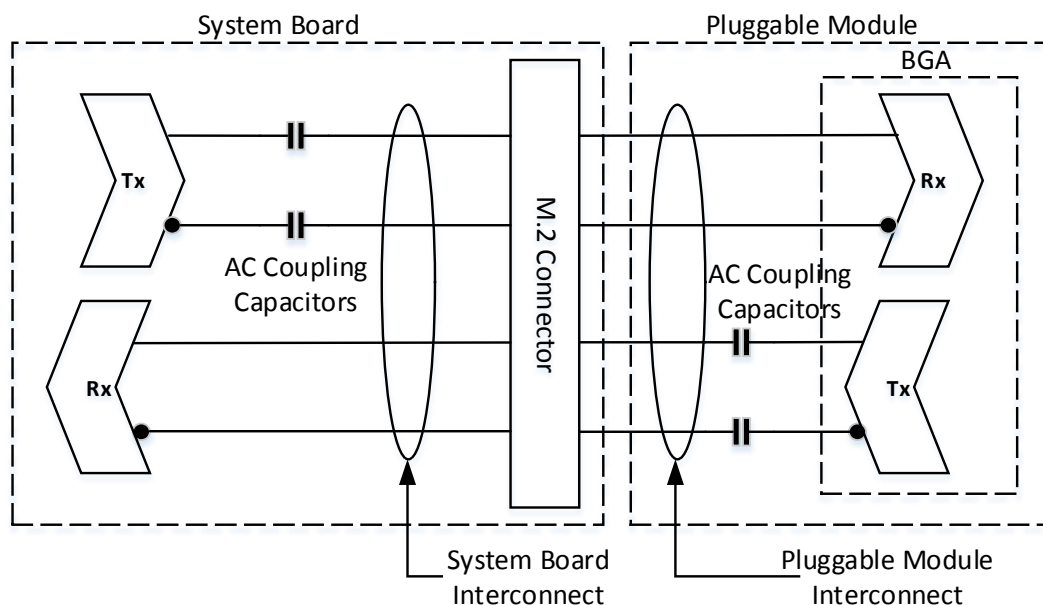 System Board
Pluggable Module
BGA
Tx
Rx
AC Coupling
Capacitors
M.2 Connector
AC Coupling
Capacitors
Rx
Tx
System Board
Interconnect
Pluggable Module
Interconnect